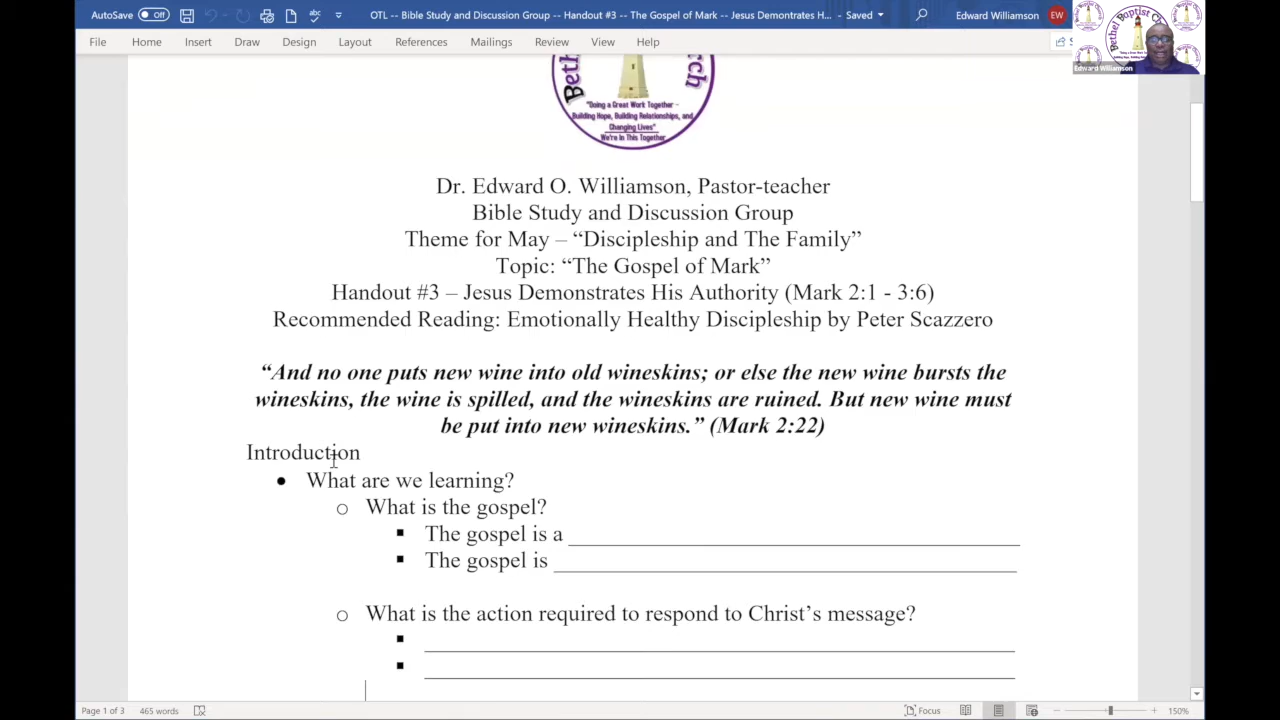 AutoSave Off OTL -- Bible Study and Discussion Group -- Handout #3 -- The Gospel of Mark -- Jesus Demontrates H... - Saved Edward Williamson EW
File Home Insert Draw Design Layout References Mailings Review View Help
Bethel Baptist Church
Edward Williamson
Bethel
rch
"Doing a Great Work Together –
Building Hope, Building Relationships, and
Changing Lives"
We're In This Together
Dr. Edward O. Williamson, Pastor-teacher
Bible Study and Discussion Group
Theme for May – “Discipleship and The Family”
Topic: “The Gospel of Mark”
Handout #3 – Jesus Demonstrates His Authority (Mark 2:1 - 3:6)
Recommended Reading: Emotionally Healthy Discipleship by Peter Scazzero
“And no one puts new wine into old wineskins; or else the new wine bursts the
wineskins, the wine is spilled, and the wineskins are ruined. But new wine must
be put into new wineskins.” (Mark 2:22)
Introduction
What are we learning?
What is the gospel?
The gospel is a
The gospel is
What is the action required to respond to Christ’s message?
Page 1 of 3 465 words Focus 150%